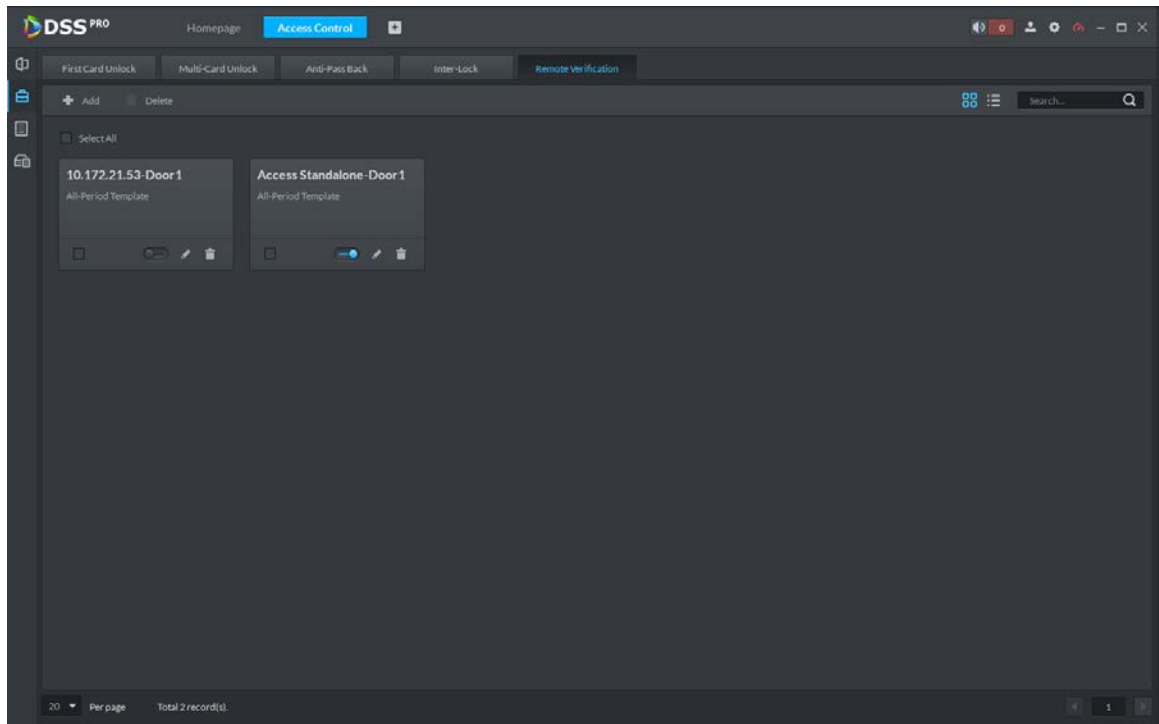 DSS PRO Homepage Access Control 0
First Card Unlock Multi-Card Unlock Anti-Pass Back Inter-Lock Remote Verification
Add Delete Search...
Select All
10.172.21.53-Door1 Access Standalone-Door1
All-Period Template All-Period Template
20 Per page Total 2 record(s). 1